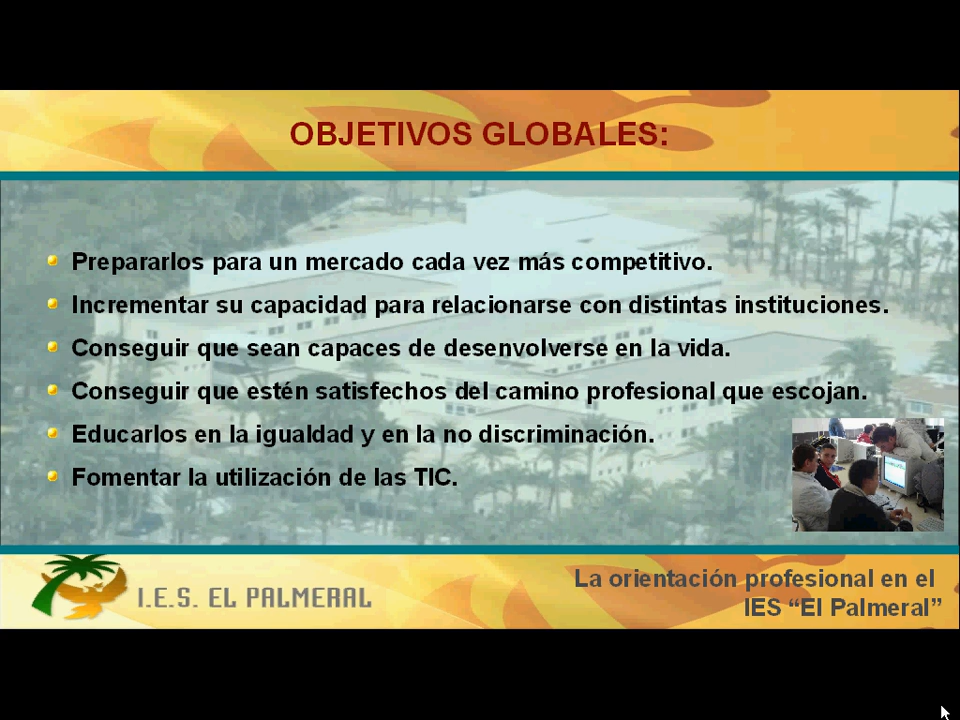 OBJETIVOS GLOBALES:
Prepararlos para un mercado cada vez más competitivo.
Incrementar su capacidad para relacionarse con distintas instituciones.
Conseguir que sean capaces de desenvolverse en la vida.
Conseguir que estén satisfechos del camino profesional que escojan.
Educarlos en la igualdad y en la no discriminación.
Fomentar la utilización de las TIC.
I.E.S. EL PALMERAL
La orientación profesional en el
IES “El Palmeral”